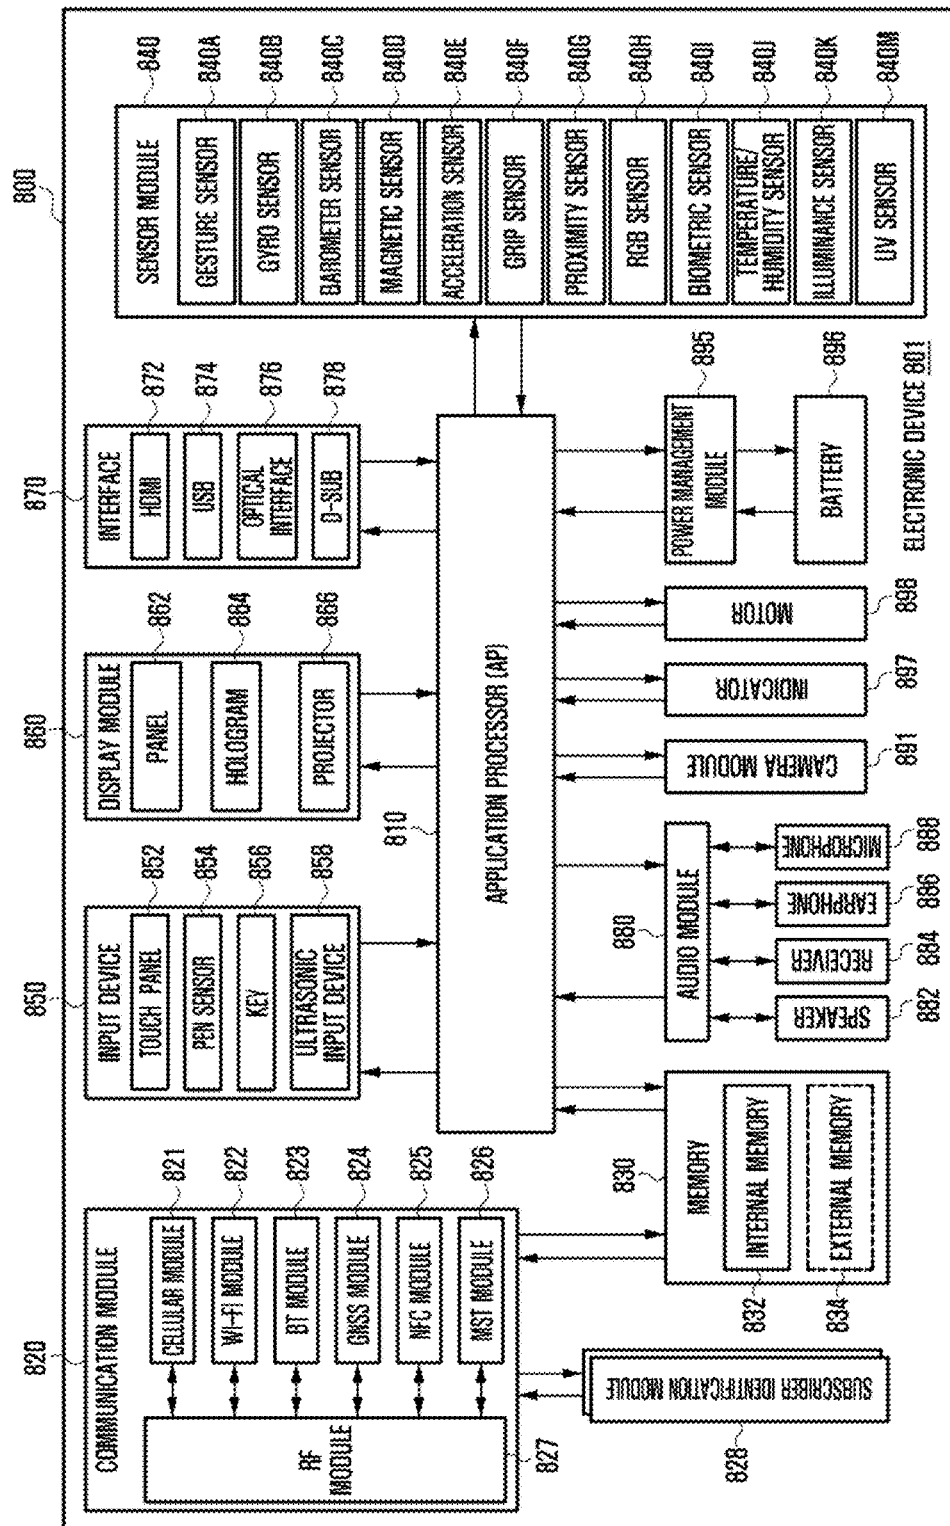 800
820
COMMUNICATION MODULE
CELLULAR MODULE
821
WI-FI MODULE
822
BT MODULE
823
GNSS MODULE
824
NFC MODULE
825
MST MODULE
826
RF
MODULE
827
SUBSCRIBER IDENTIFICATION MODULE
828
850
INPUT DEVICE
TOUCH PANEL
852
PEN SENSOR
854
KEY
856
ULTRASONIC
INPUT DEVICE
858
860
DISPLAY MODULE
PANEL
862
HOLOGRAM
864
PROJECTOR
866
870
INTERFACE
HDMI
872
USB
874
OPTICAL
INTERFACE
876
D-SUB
878
SENSOR MODULE
840
GESTURE SENSOR
840A
GYRO SENSOR
840B
BAROMETER SENSOR
840C
MAGNETIC SENSOR
840D
ACCELERATION SENSOR
840E
GRIP SENSOR
840F
PROXIMITY SENSOR
840G
RGB SENSOR
840H
BIOMETRIC SENSOR
840I
TEMPERATURE/
HUMIDITY SENSOR
840J
ILLUMINANCE SENSOR
840K
UV SENSOR
840M
810
APPLICATION PROCESSOR (AP)
830
MEMORY
INTERNAL MEMORY
832
EXTERNAL MEMORY
834
880
AUDIO MODULE
SPEAKER
882
RECEIVER
884
EARPHONE
886
MICROPHONE
888
CAMERA MODULE
891
INDICATOR
897
MOTOR
898
POWER MANAGEMENT
MODULE
895
BATTERY
896
ELECTRONIC DEVICE 801